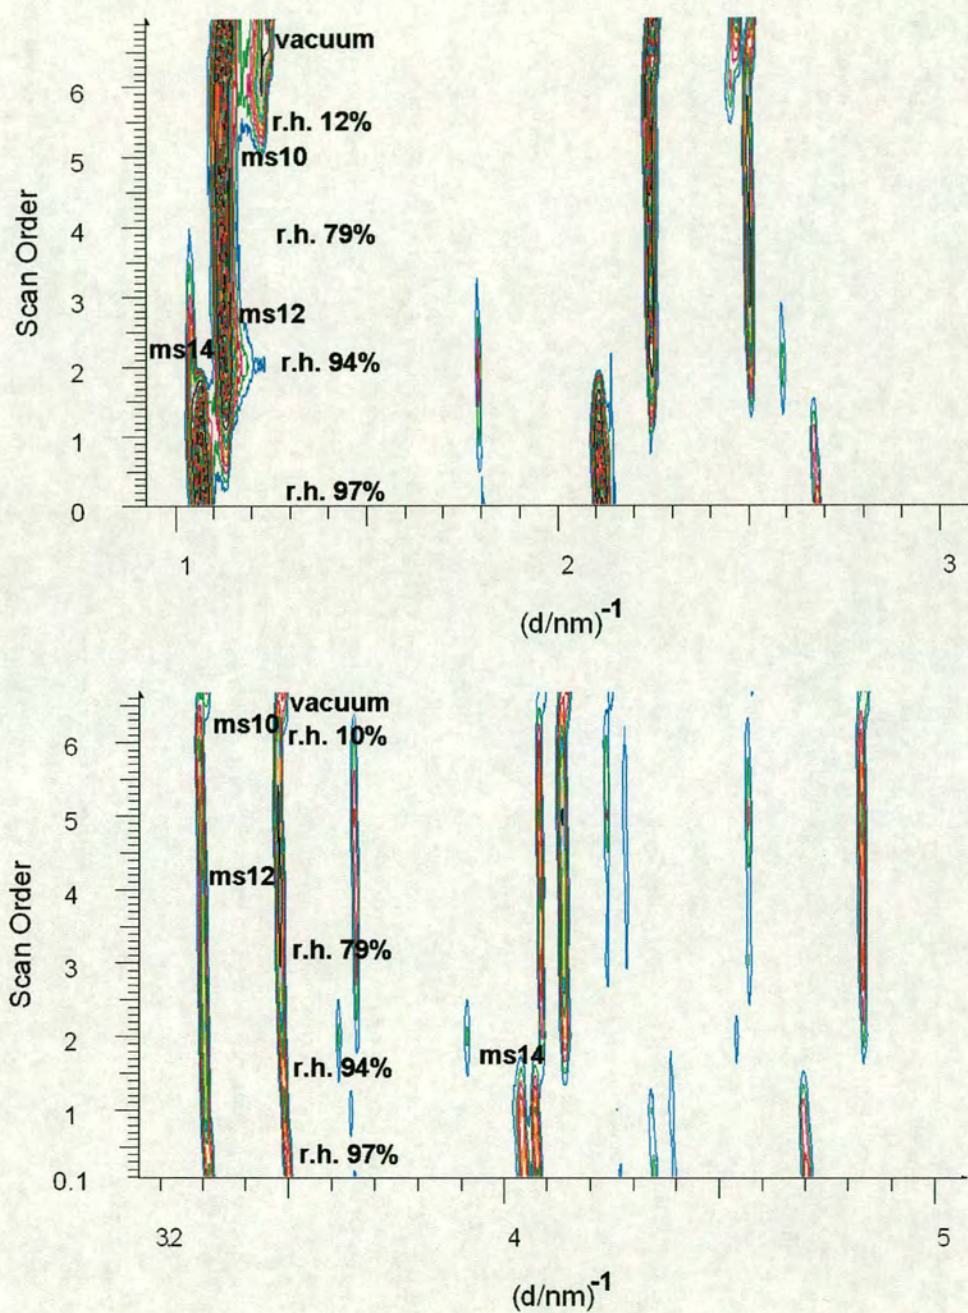 vacuum
6
r.h. 12%
5
ms10
4
r.h. 79%
Scan Order
3
ms12
ms14
2
r.h. 94%
1
r.h. 97%
0
1 2 3
(d/nm)-1
vacuum
ms10
6
r.h. 10%
5
ms12
4
Scan Order
r.h. 79%
3
2
ms14
r.h. 94%
1
r.h. 97%
0.1
32 4 5
(d/nm)-1